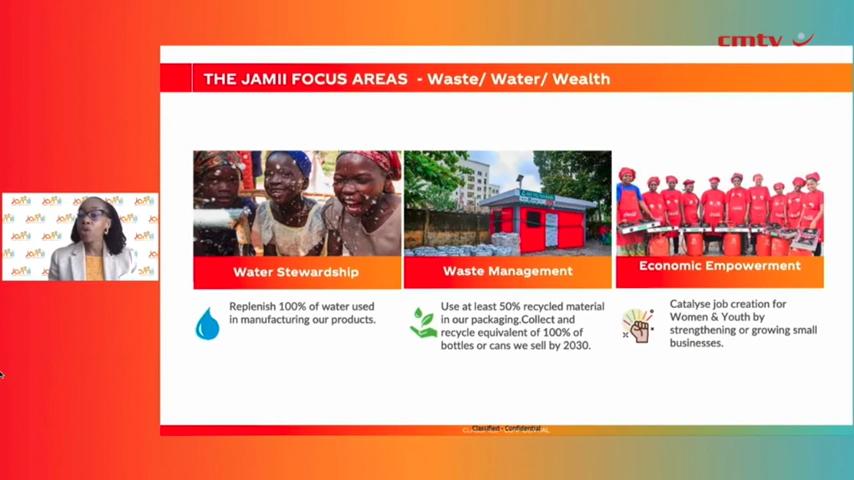 cmtv
THE JAMII FOCUS AREAS - Waste/ Water/ Wealth
Water Stewardship
Waste Management
Economic Empowerment
Replenish 100% of water used
in manufacturing our products.
Use at least 50% recycled material
in our packaging.Collect and
recycle equivalent of 100% of
bottles or cans we sell by 2030.
Catalyse job creation for
Women & Youth by
strengthening or growing small
businesses.
Classified - Confidential